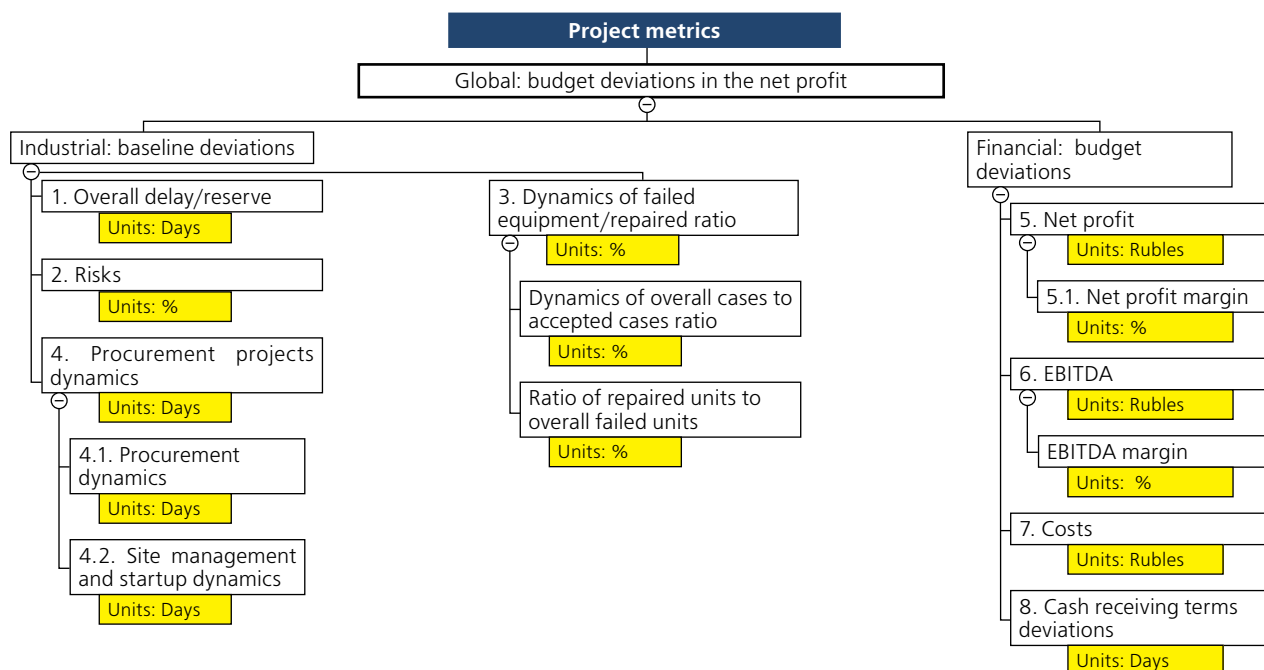 Project metrics
Global: budget deviations in the net profit
Industrial: baseline deviations
1. Overall delay/reserve
Units: Days
2. Risks
Units: %
4. Procurement projects
dynamics
Units: Days
4.1. Procurement
dynamics
Units: Days
4.2. Site management
and startup dynamics
Units: Days
3. Dynamics of failed
equipment/repaired ratio
Units: %
Dynamics of overall cases to
accepted cases ratio
Units: %
Ratio of repaired units to
overall failed units
Units: %
Financial: budget
deviations
5. Net profit
Units: Rubles
5.1. Net profit margin
Units: %
6. EBITDA
Units: Rubles
EBITDA margin
Units: %
7. Costs
Units: Rubles
8. Cash receiving terms
deviations
Units: Days